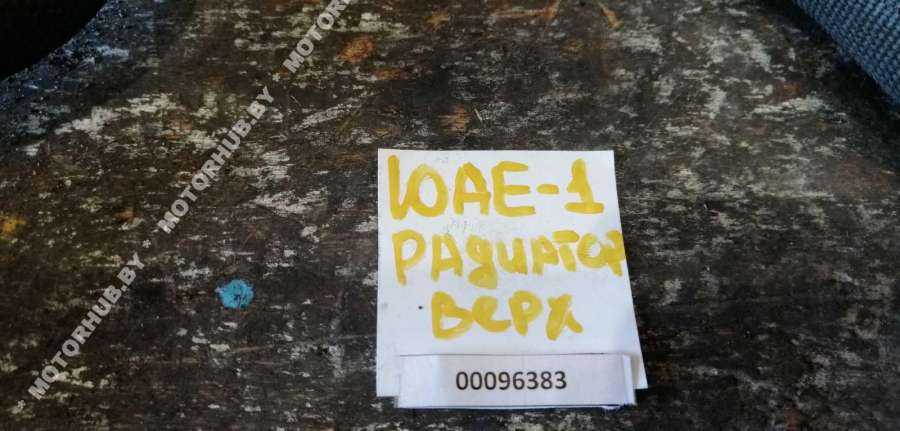 * MOTORHUB.BY * MOTORHUB.BY * MOTORHUB.BY
ЮАЕ-1
РАДИАТОР
ВЕРХ
00096383